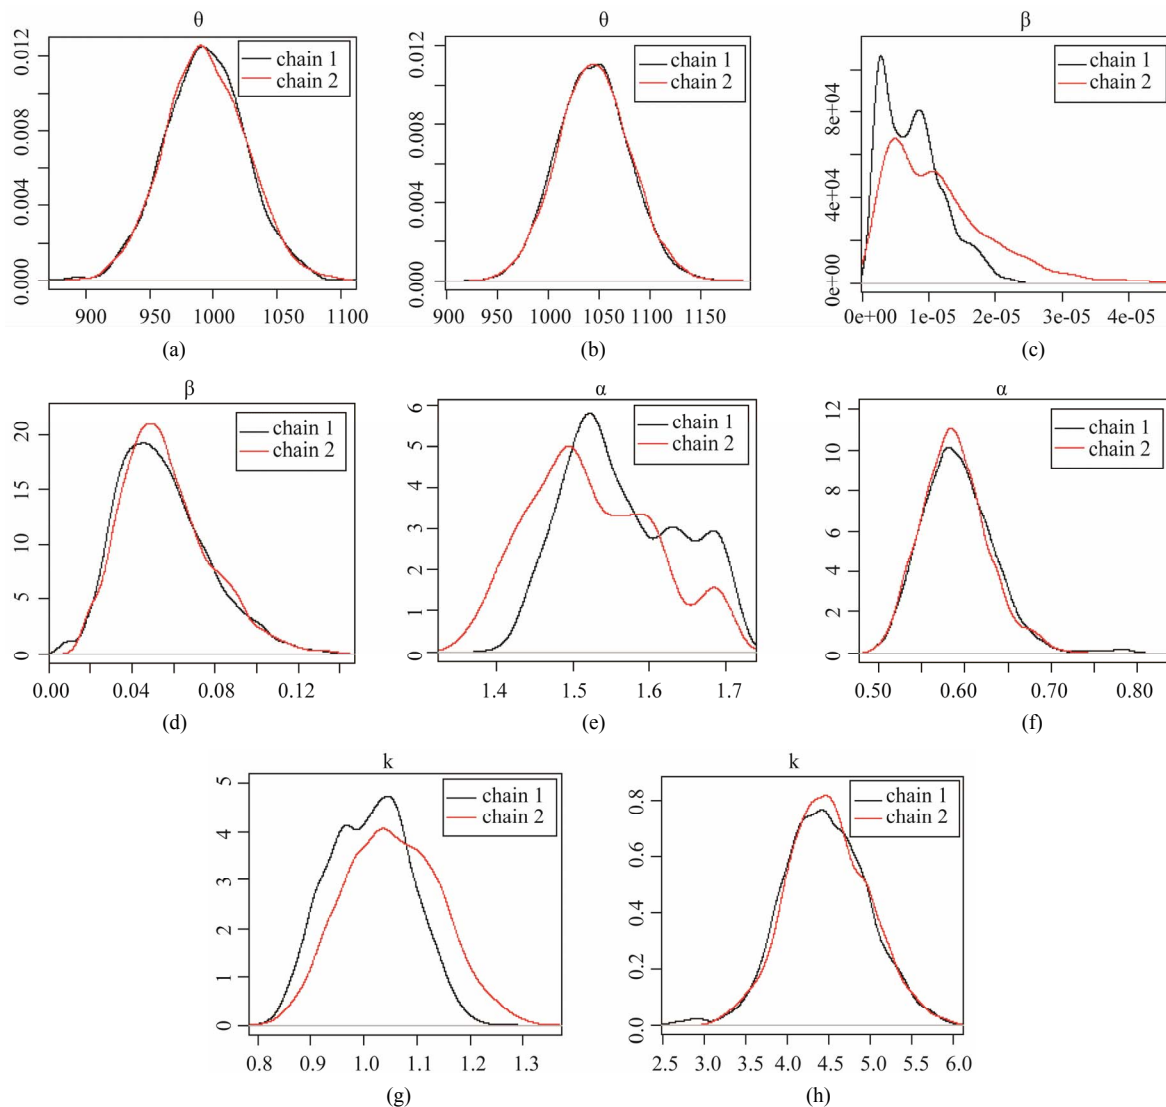 θ
chain 1
chain 2
0.000
0.004
0.008
0.012
900
950
1000
1050
1100
(a)
θ
chain 1
chain 2
0.000
0.003
0.006
0.009
0.012
900
950
1000
1050
1100
1150
(b)
β
chain 1
chain 2
0e+00
4e+04
8e+04
0e+00
1e-05
2e-05
3e-05
4e-05
(c)
β
chain 1
chain 2
0
5
10
15
20
0.00
0.04
0.08
0.12
(d)
α
chain 1
chain 2
0
1
2
3
4
5
6
1.4
1.5
1.6
1.7
(e)
α
chain 1
chain 2
0
2
4
6
8
10
12
0.50
0.60
0.70
0.80
(f)
k
chain 1
chain 2
0
1
2
3
4
5
0.8
0.9
1.0
1.1
1.2
1.3
(g)
k
chain 1
chain 2
0.0
0.2
0.4
0.6
0.8
2.5
3.0
3.5
4.0
4.5
5.0
5.5
6.0
(h)